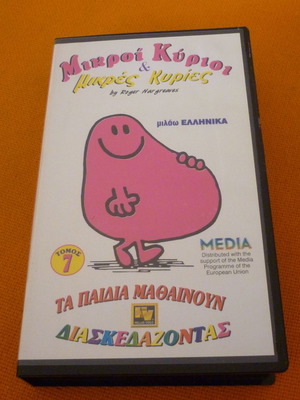 Μικροί Κύριοι
&
Μικρές Κυρίες
by Roger Hargreaves
μιλάω ΕΛΛΗΝΙΚΑ
ΤΟΜΟΣ
7
MEDIA
Distributed with the
support of the Media
Programme of the
European Union
ΤΑ ΠΑΙΔΙΑ ΜΑΘΑΙΝΟΥΝ
ΔΙΑΣΚΕΔΑΖΟΝΤΑΣ